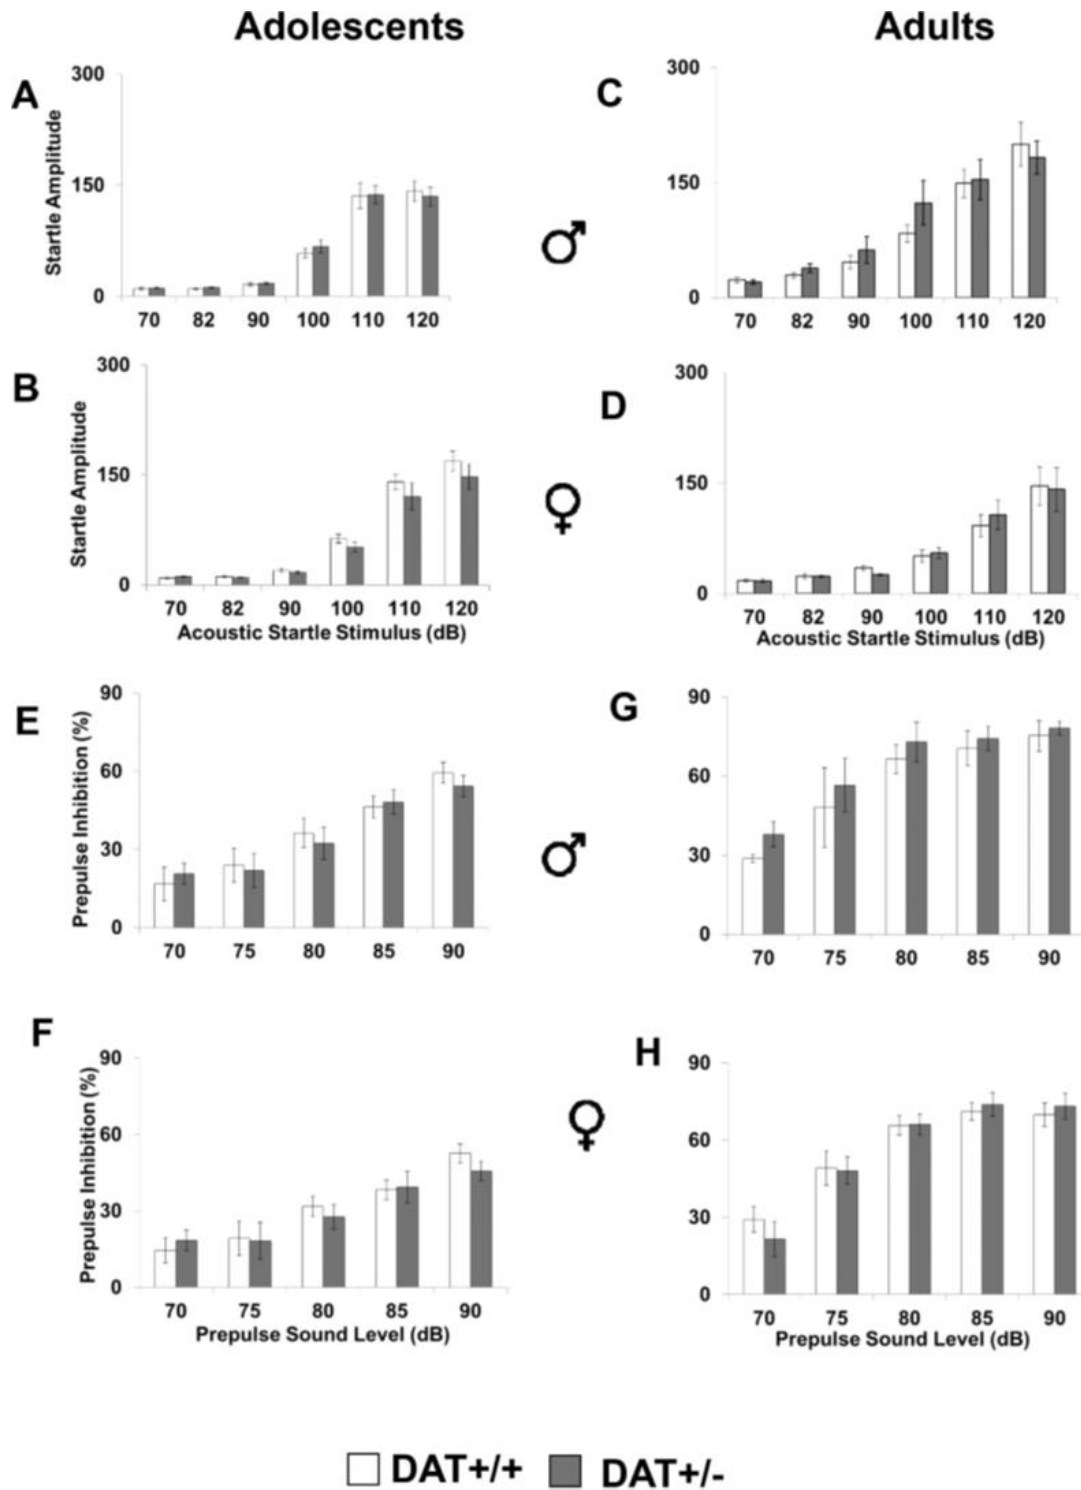 Adolescents
Adults
A
300
150
0
Startle Amplitude
70 82 90 100 110 120
C
300
150
0
70 82 90 100 110 120
B
300
150
0
Startle Amplitude
70 82 90 100 110 120
Acoustic Startle Stimulus (dB)
D
300
150
0
70 82 90 100 110 120
Acoustic Startle Stimulus (dB)
E
90
60
30
0
Prepulse Inhibition (%)
70 75 80 85 90
G
90
60
30
0
70 75 80 85 90
F
90
60
30
0
Prepulse Inhibition (%)
70 75 80 85 90
Prepulse Sound Level (dB)
H
90
60
30
0
70 75 80 85 90
Prepulse Sound Level (dB)
DAT+/+ DAT+/-